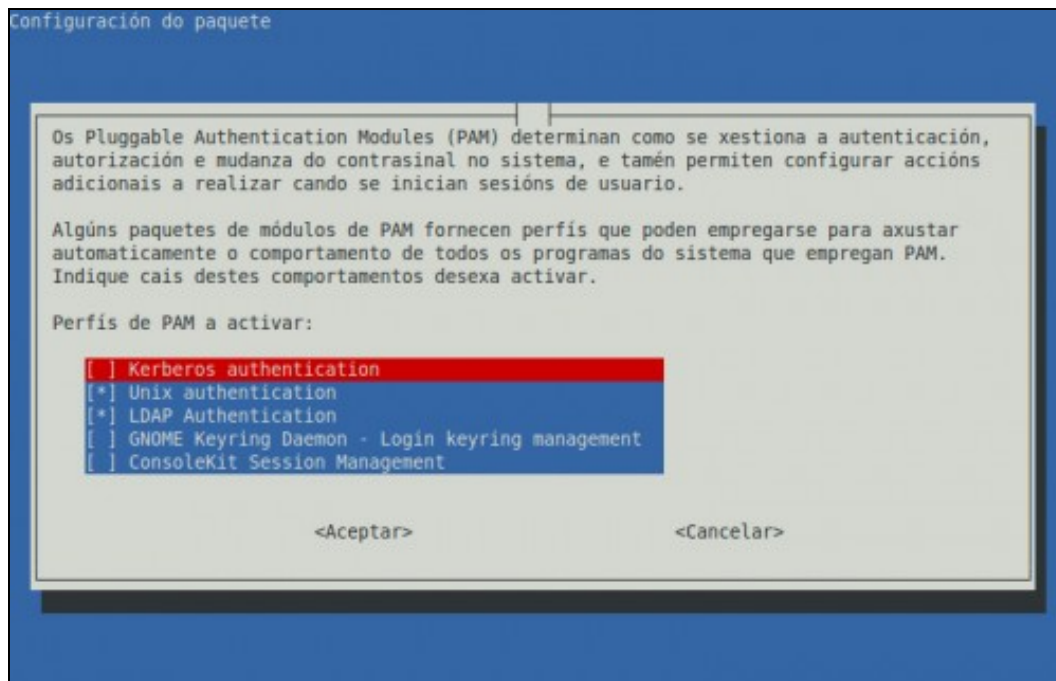 Configuración do paquete
Os Pluggable Authentication Modules (PAM) determinan como se xestiona a autenticación,
autorización e mudanza do contrasinal no sistema, e tamén permiten configurar accións
adicionais a realizar cando se inician sesións de usuario.
Algúns paquetes de módulos de PAM fornecen perfís que poden empregarse para axustar
automaticamente o comportamento de todos os programas do sistema que empregan PAM.
Indique cais destes comportamentos desexa activar.
Perfís de PAM a activar:
[ ] Kerberos authentication
[*] Unix authentication
[*] LDAP Authentication
[ ] GNOME Keyring Daemon - Login keyring management
[ ] ConsoleKit Session Management
<Aceptar> <Cancelar>